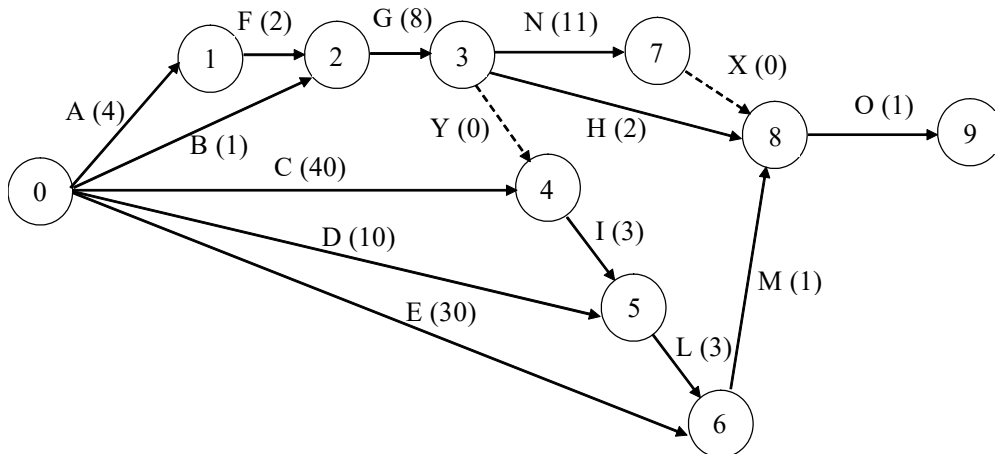 F (2)
G (8)
N (11)
1
2
3
7
X (0)
A (4)
B (1)
Y (0)
H (2)
O (1)
8
9
C (40)
0
4
D (10)
I (3)
E (30)
M (1)
5
L (3)
6